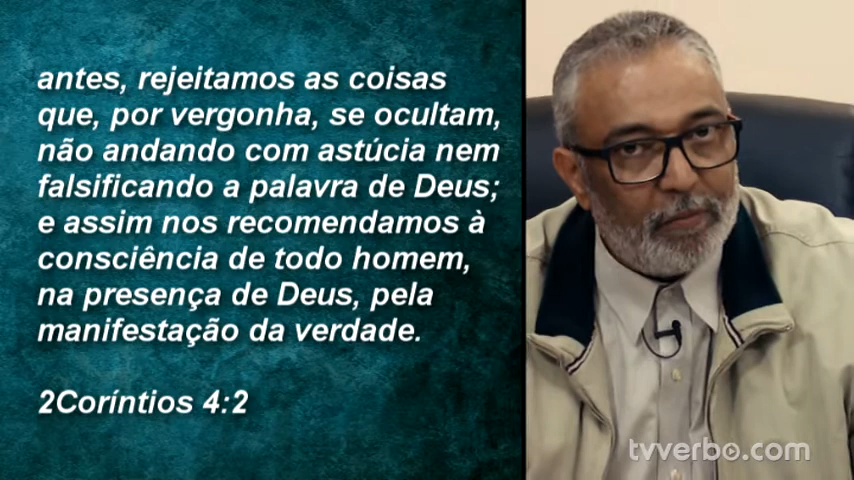 antes, rejeitamos as coisas
que, por vergonha, se ocultam,
não andando com astúcia nem
falsificando a palavra de Deus;
e assim nos recomendamos à
consciência de todo homem,
na presença de Deus, pela
manifestação da verdade.
2Coríntios 4:2
tvverbo.com